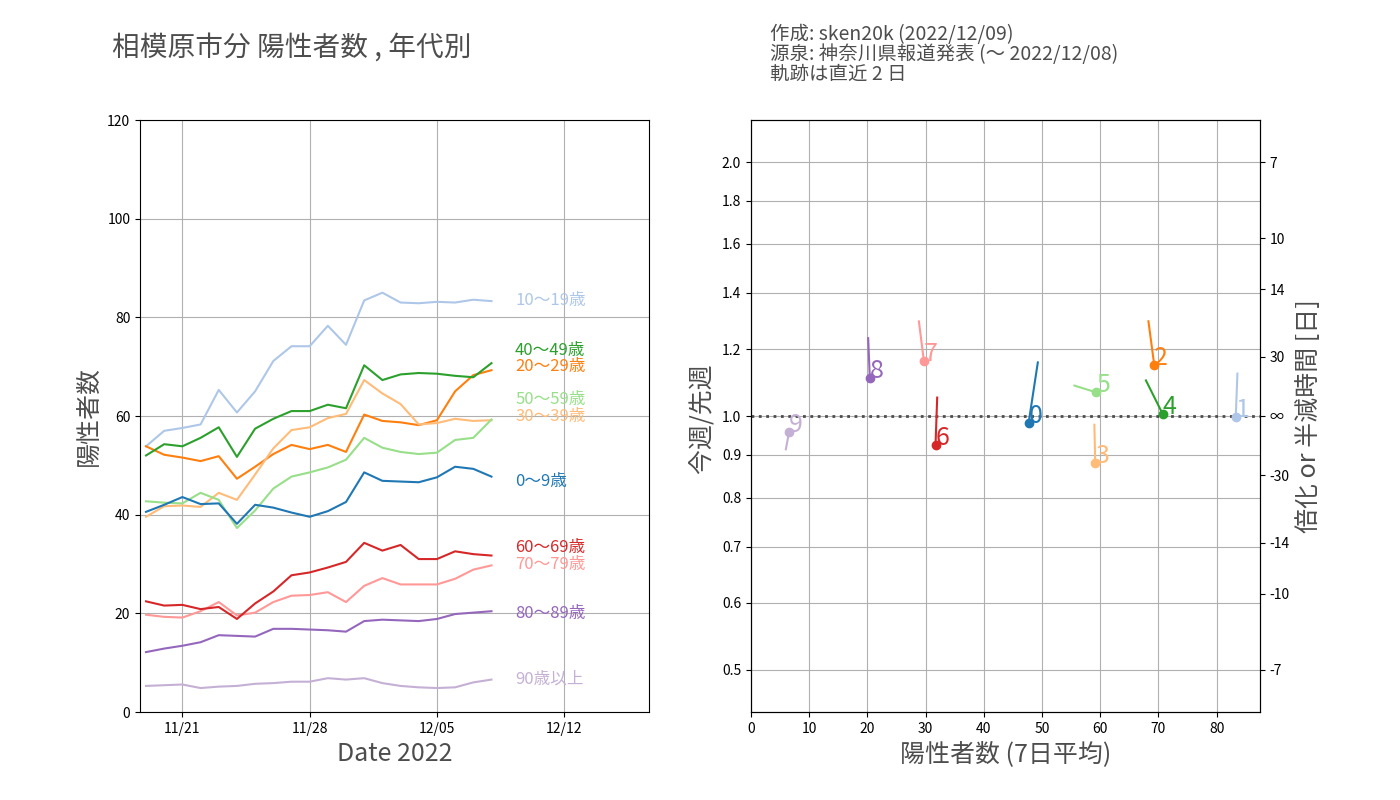 相模原市分 陽性者数 , 年代別
作成: sken20k (2022/12/09)
源泉: 神奈川県報道発表 (〜 2022/12/08)
軌跡は直近 2 日
陽性者数
120
100
80
60
40
20
0
10〜19歳
40〜49歳
20〜29歳
50〜59歳
30〜39歳
0〜9歳
60〜69歳
70〜79歳
80〜89歳
90歳以上
11/21
11/28
12/05
12/12
Date 2022
今週/先週
2.0
1.8
1.6
1.4
1.2
1.0
0.9
0.8
0.7
0.6
0.5
9
8
7
6
0
5
3
2
4
1
0
10
20
30
40
50
60
70
80
陽性者数 (7日平均)
7
10
14
30
∞
-30
-14
-10
-7
倍化 or 半減時間 [日]